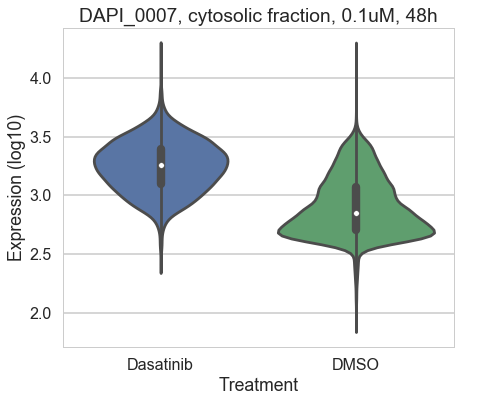 DAPI_0007, cytosolic fraction, 0.1uM, 48h
Expression (log10)
4.0
3.5
3.0
2.5
2.0
Dasatinib DMSO
Treatment